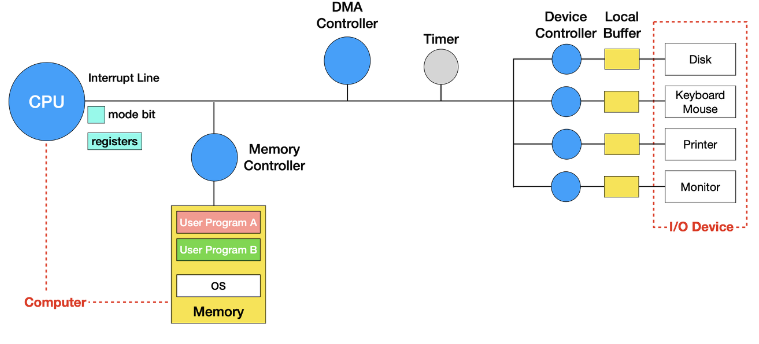 DMA
Controller
Timer
Device
Controller
Local
Buffer
Disk
Keyboard
Mouse
Printer
Monitor
I/O Device
CPU
Interrupt Line
mode bit
registers
Memory
Controller
User Program A
User Program B
OS
Memory
Computer